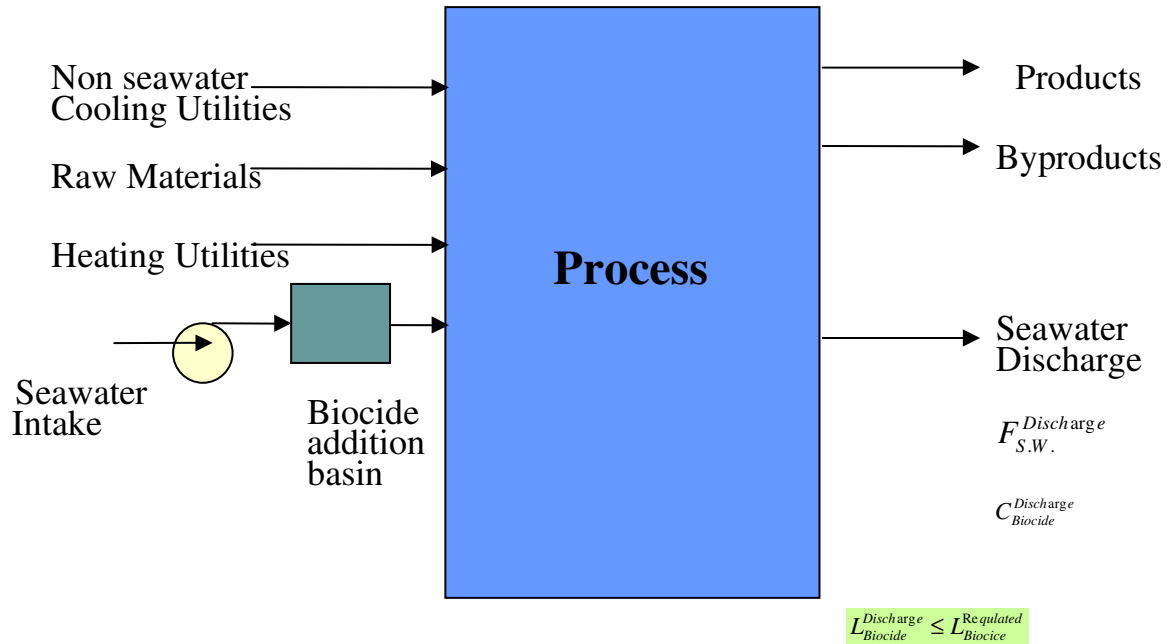 Non seawater
Cooling Utilities
Raw Materials
Heating Utilities
Seawater
Intake
Biocide
addition
basin
Process
Products
Byproducts
Seawater
Discharge
F_{S.W.}^{Discharge}
C_{Biocide}^{Discharge}
L_{Biocide}^{Discharge} ≤ L_{Biocice}^{Requlated}